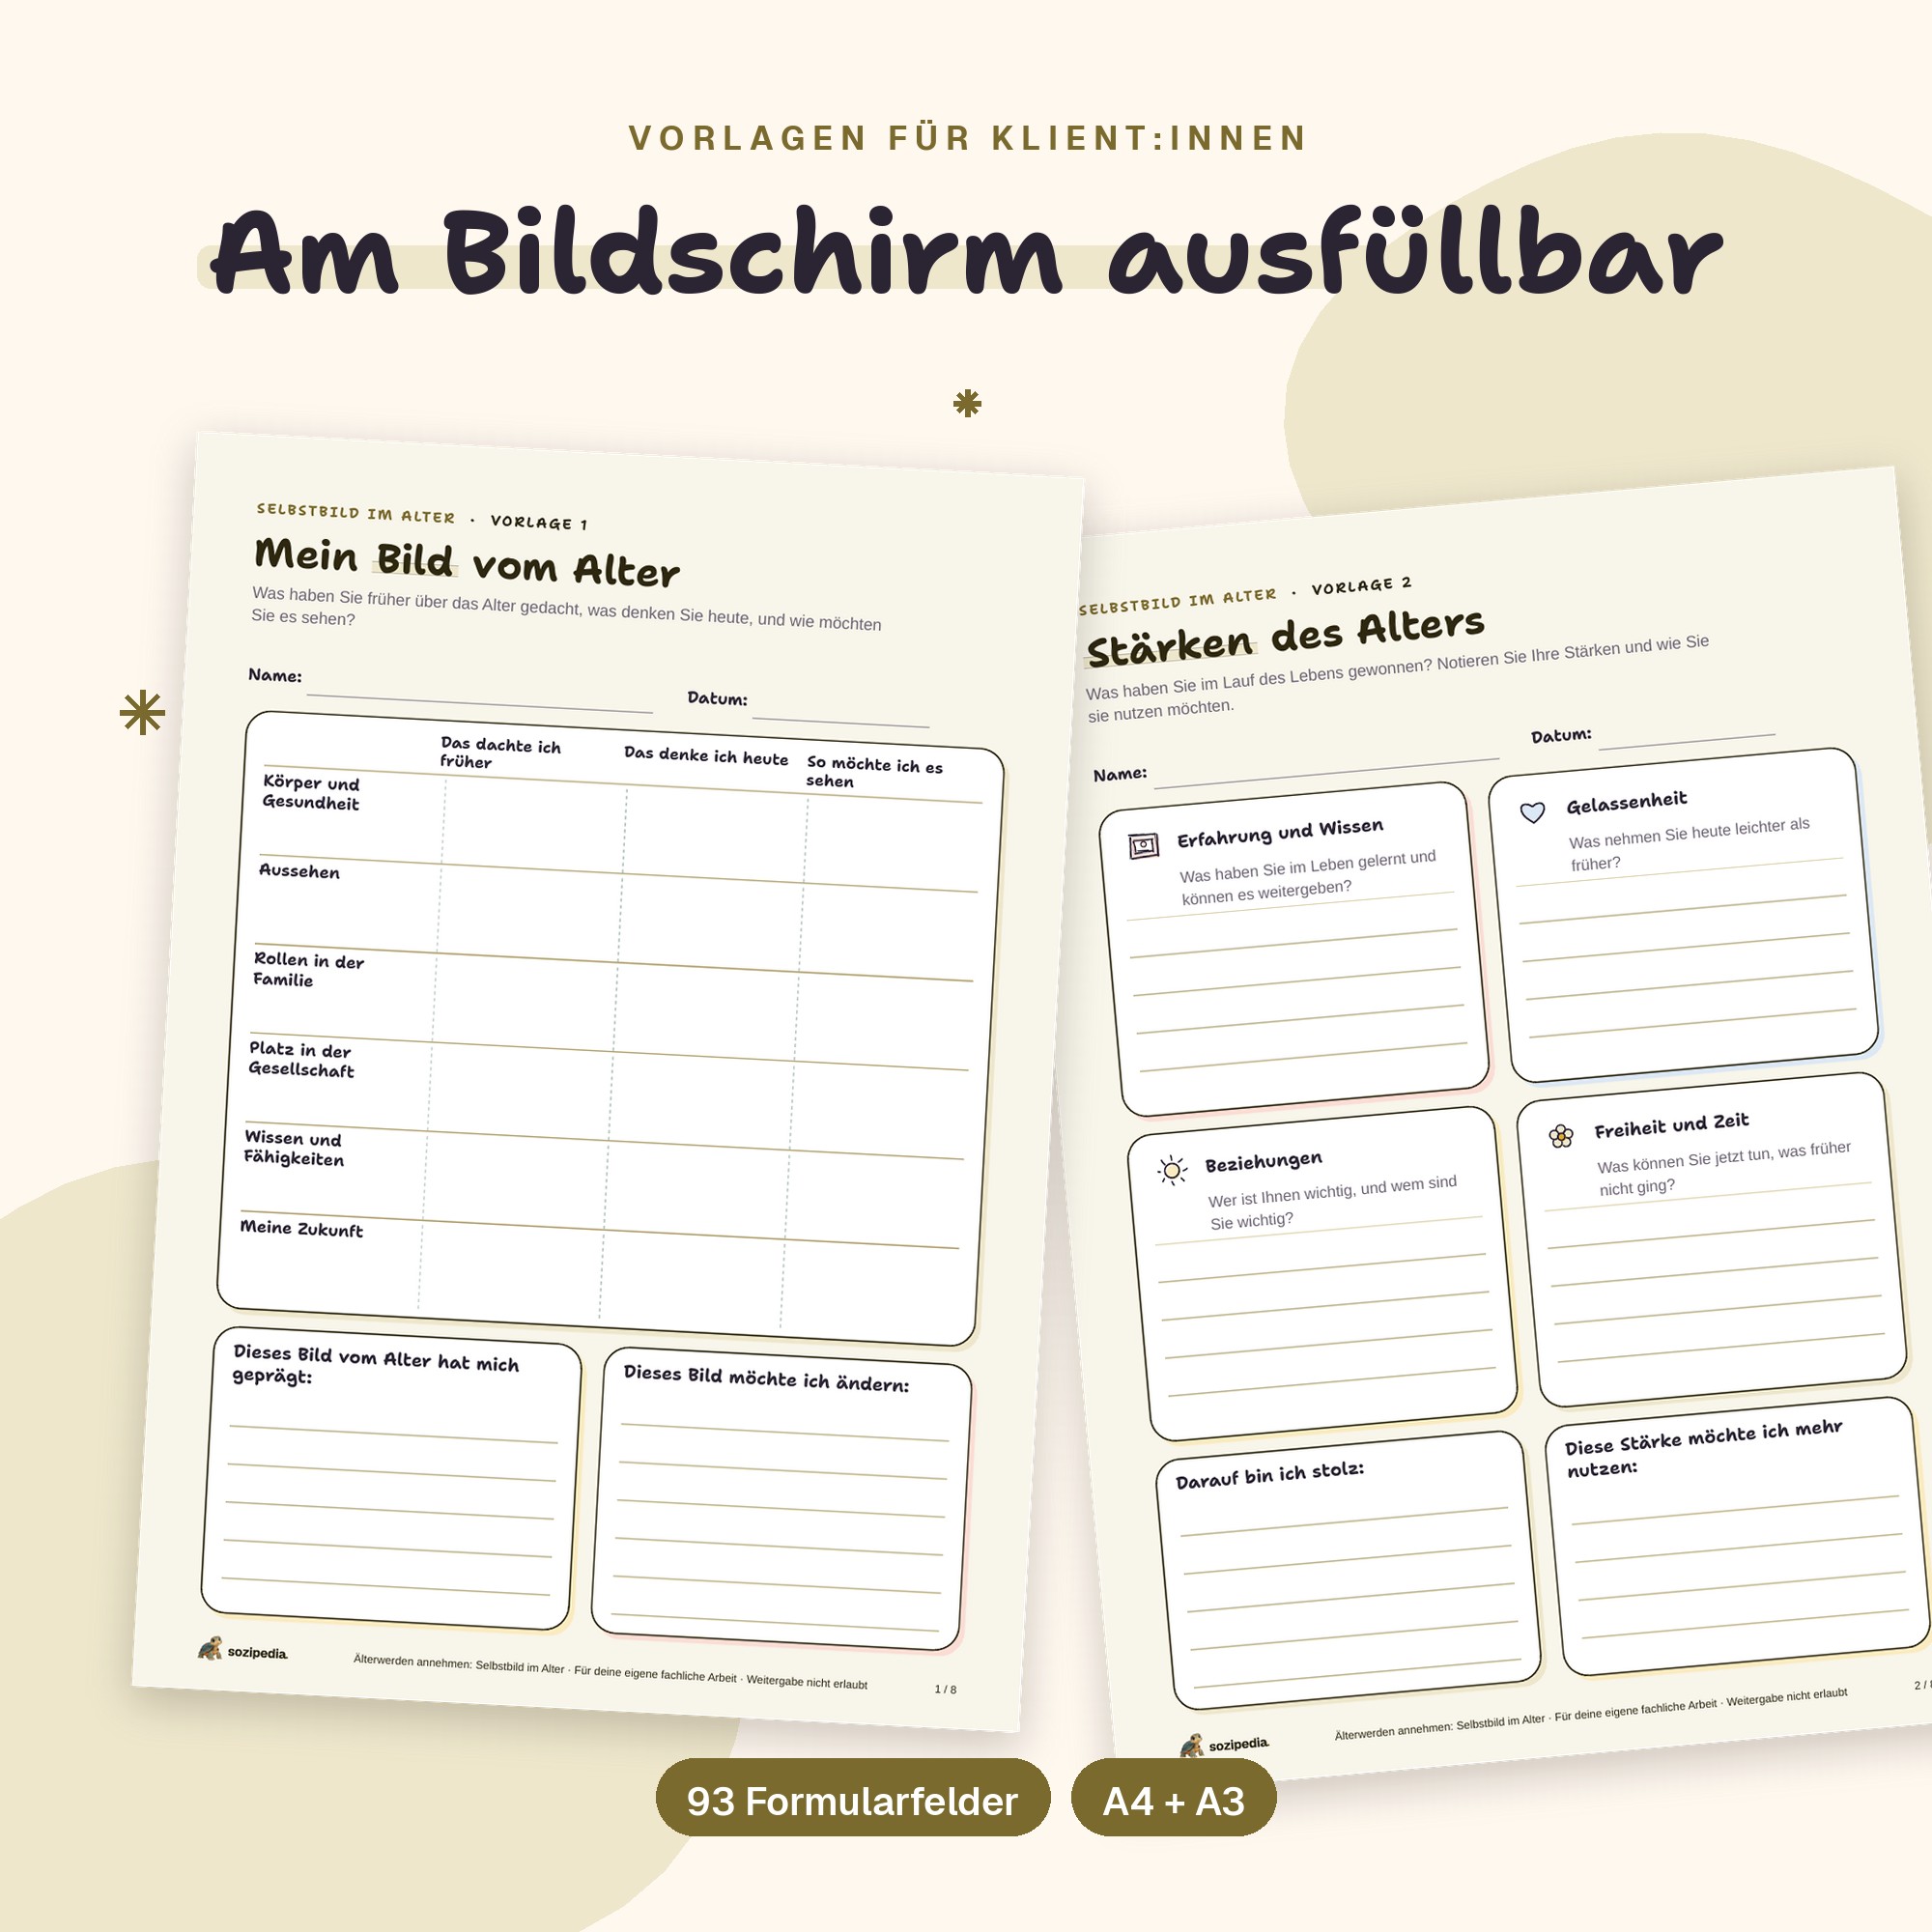 VORLAGEN FÜR KLIENT:INNEN
Am Bildschirm ausfüllbar
SELBSTBILD IM ALTER · VORLAGE 1
Mein Bild vom Alter
Was haben Sie früher über das Alter gedacht, was denken Sie heute, und wie möchten
Sie es sehen?
Name:
Datum:
Das dachte ich
früher
Das denke ich heute
So möchte ich es
sehen
Körper und
Gesundheit
Aussehen
Rollen in der
Familie
Platz in der
Gesellschaft
Wissen und
Fähigkeiten
Meine Zukunft
Dieses Bild vom Alter hat mich
geprägt:
Dieses Bild möchte ich ändern:
sozipedia.
Älterwerden annehmen: Selbstbild im Alter · Für deine eigene fachliche Arbeit · Weitergabe nicht erlaubt
1 / 8
SELBSTBILD IM ALTER · VORLAGE 2
Stärken des Alters
Was haben Sie im Lauf des Lebens gewonnen? Notieren Sie Ihre Stärken und wie Sie
sie nutzen möchten.
Name:
Datum:
Erfahrung und Wissen
Was haben Sie im Leben gelernt und
können es weitergeben?
Gelassenheit
Was nehmen Sie heute leichter als
früher?
Beziehungen
Wer ist Ihnen wichtig, und wem sind
Sie wichtig?
Freiheit und Zeit
Was können Sie jetzt tun, was früher
nicht ging?
Darauf bin ich stolz:
Diese Stärke möchte ich mehr
nutzen:
sozipedia.
Älterwerden annehmen: Selbstbild im Alter · Für deine eigene fachliche Arbeit · Weitergabe nicht erlaubt
2 / 8
93 Formularfelder
A4 + A3